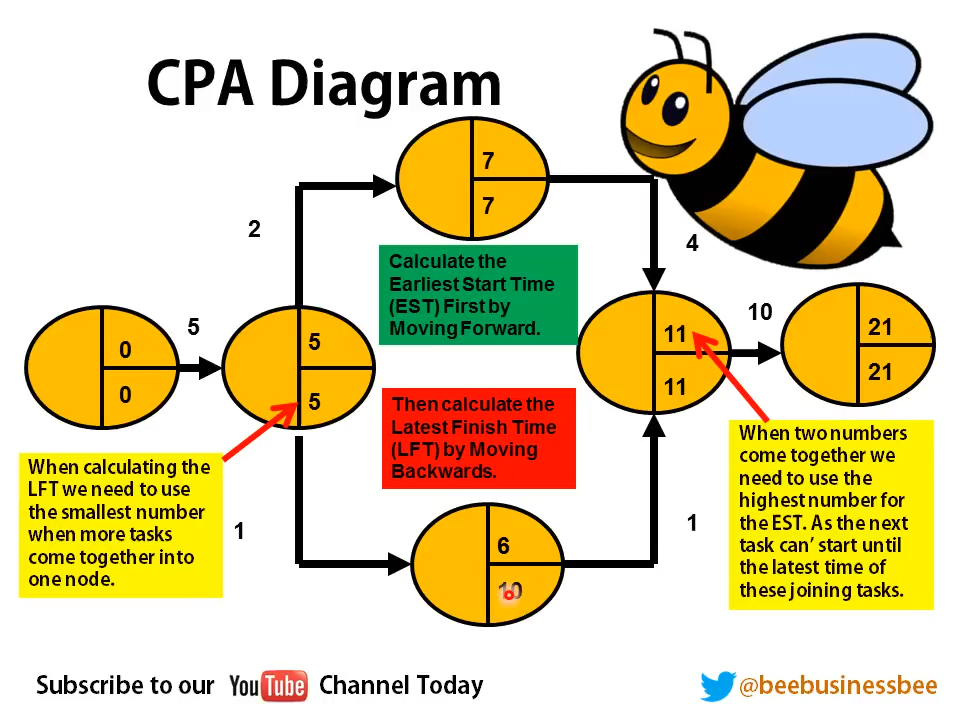 CPA Diagram
7
7
2
4
Calculate the
Earliest Start Time
(EST) First by
Moving Forward.
5
0
0
5
5
11
11
10
21
21
Then calculate the
Latest Finish Time
(LFT) by Moving
Backwards.
When calculating the
LFT we need to use
the smallest number
when more tasks
come together into
one node.
1
6
10
1
When two numbers
come together we
need to use the
highest number for
the EST. As the next
task can’ start until
the latest time of
these joining tasks.
Subscribe to our YouTube Channel Today
@beebusinessbee